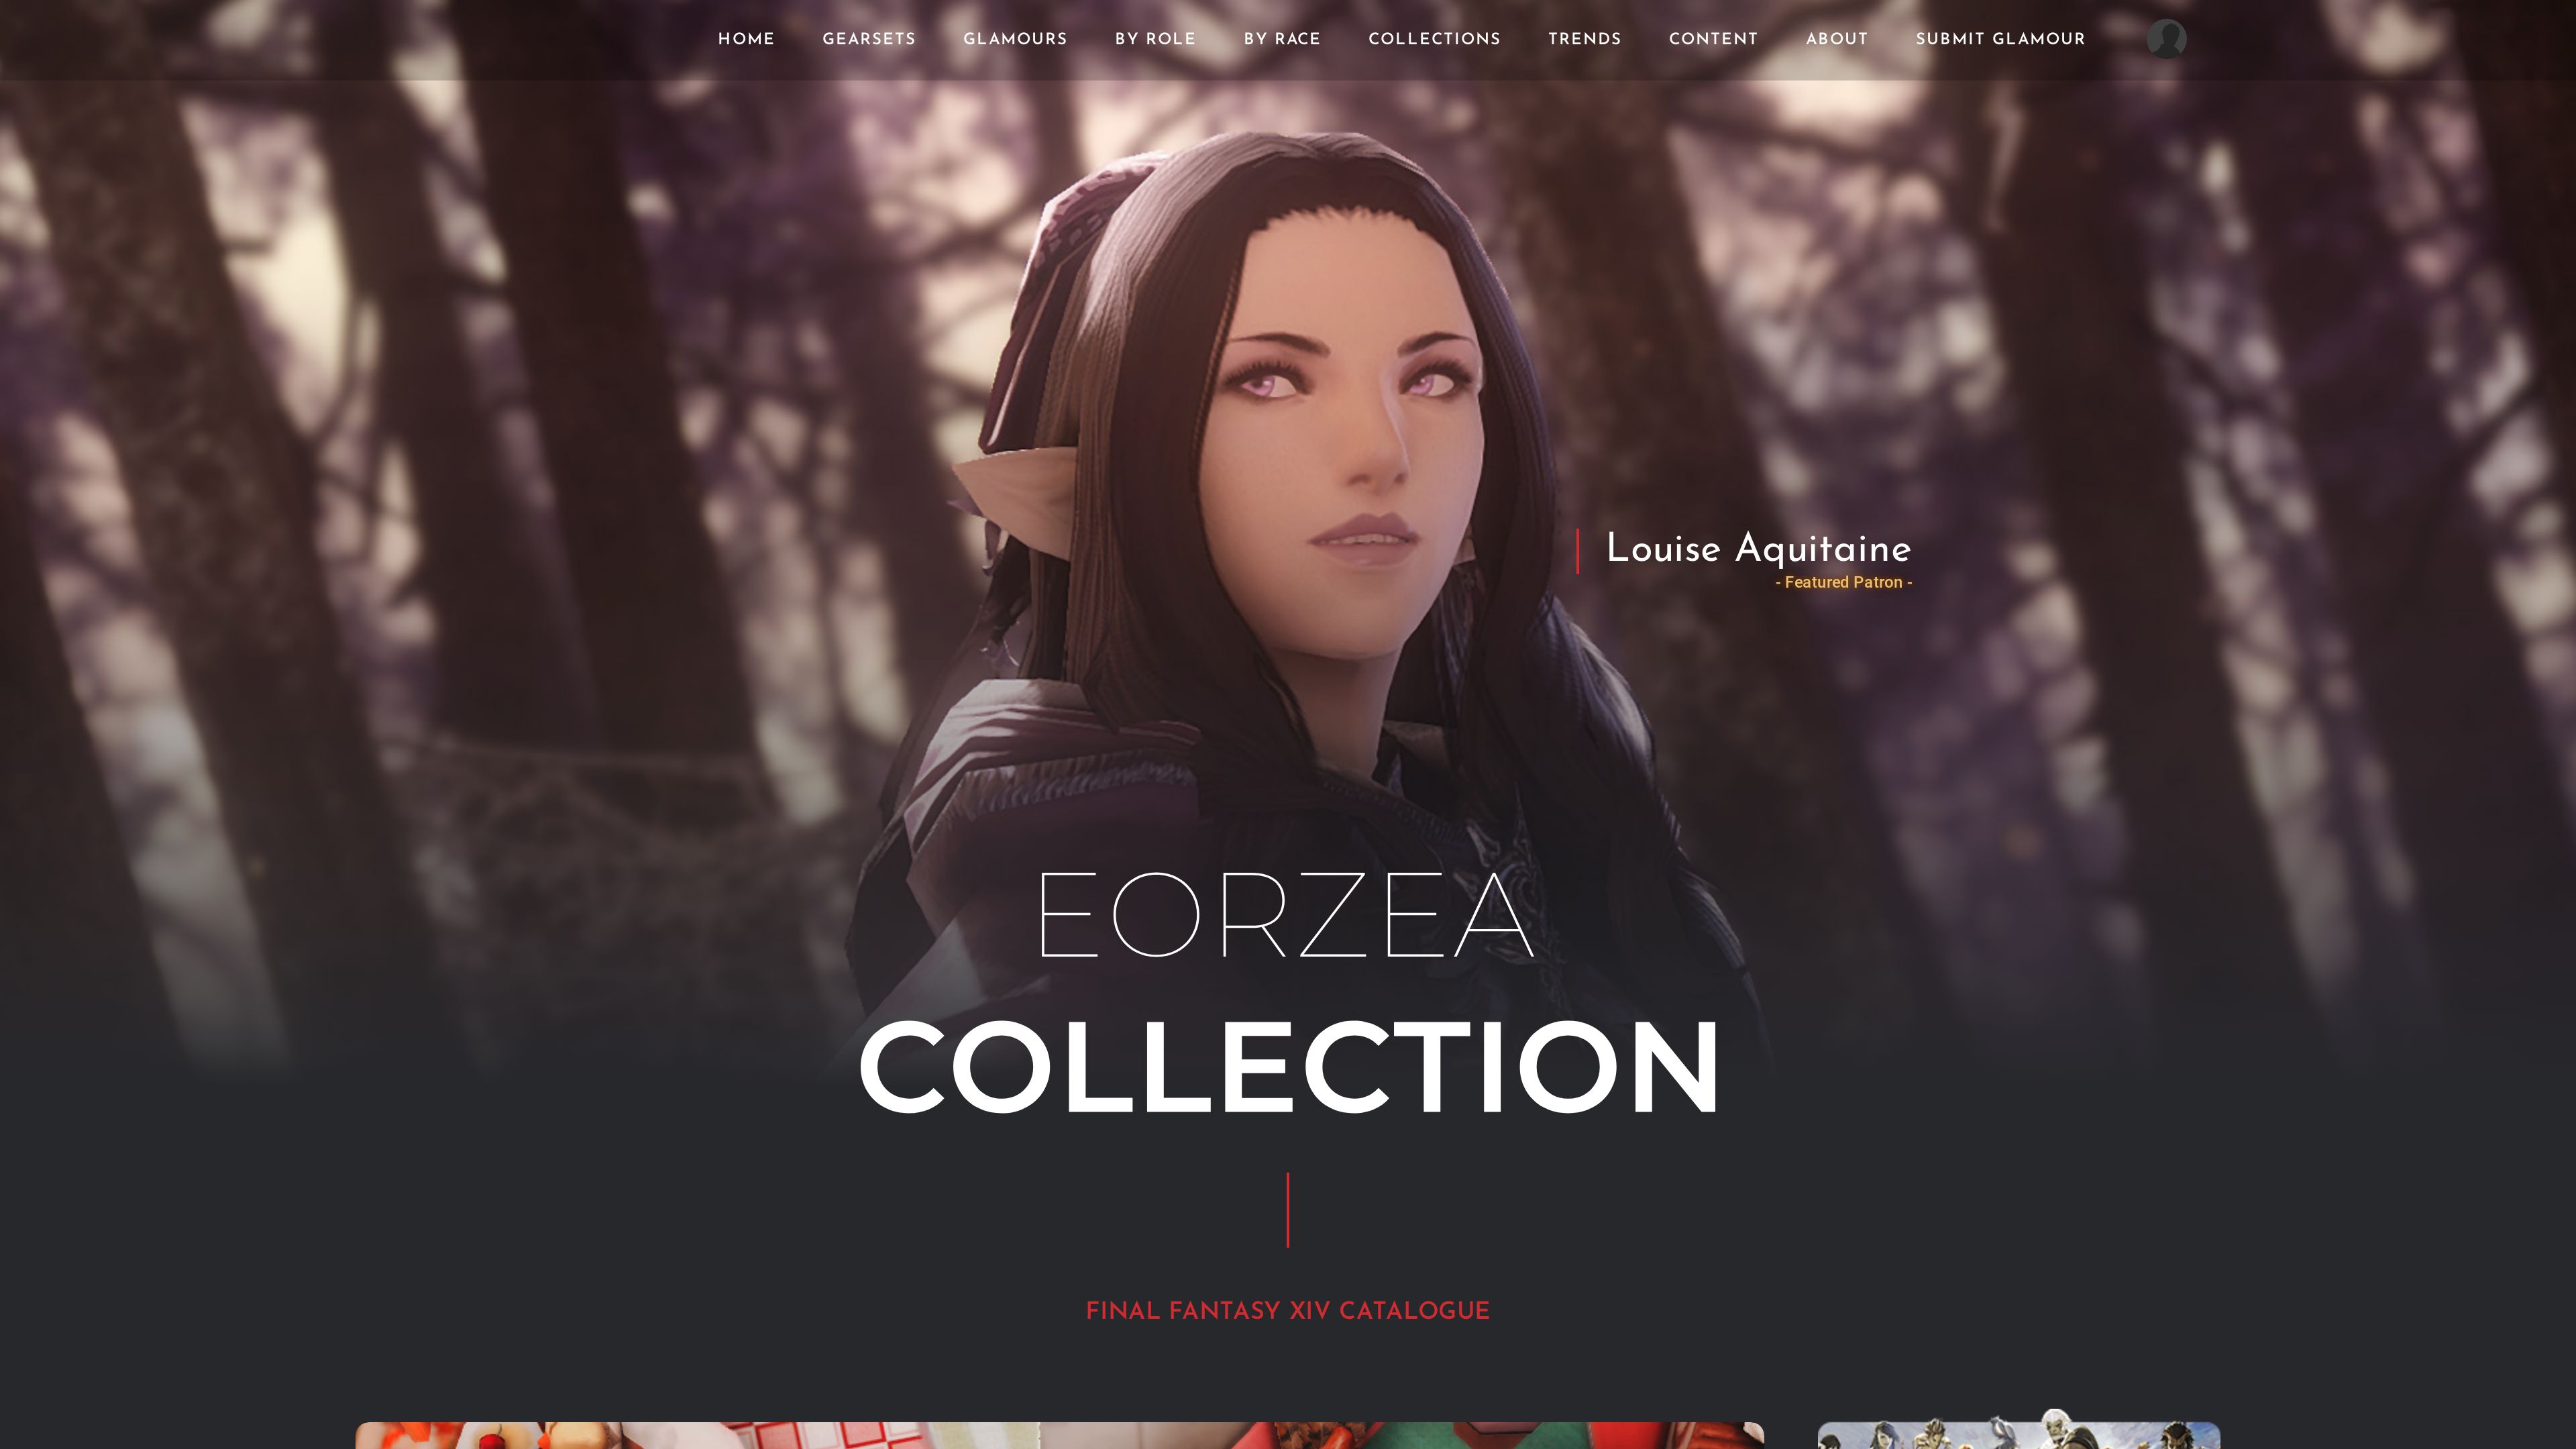 HOME GEARSETS GLAMOURS BY ROLE BY RACE COLLECTIONS TRENDS CONTENT ABOUT SUBMIT GLAMOUR
Louise Aquitaine
- Featured Patron -
EORZEA
COLLECTION
FINAL FANTASY XIV CATALOGUE